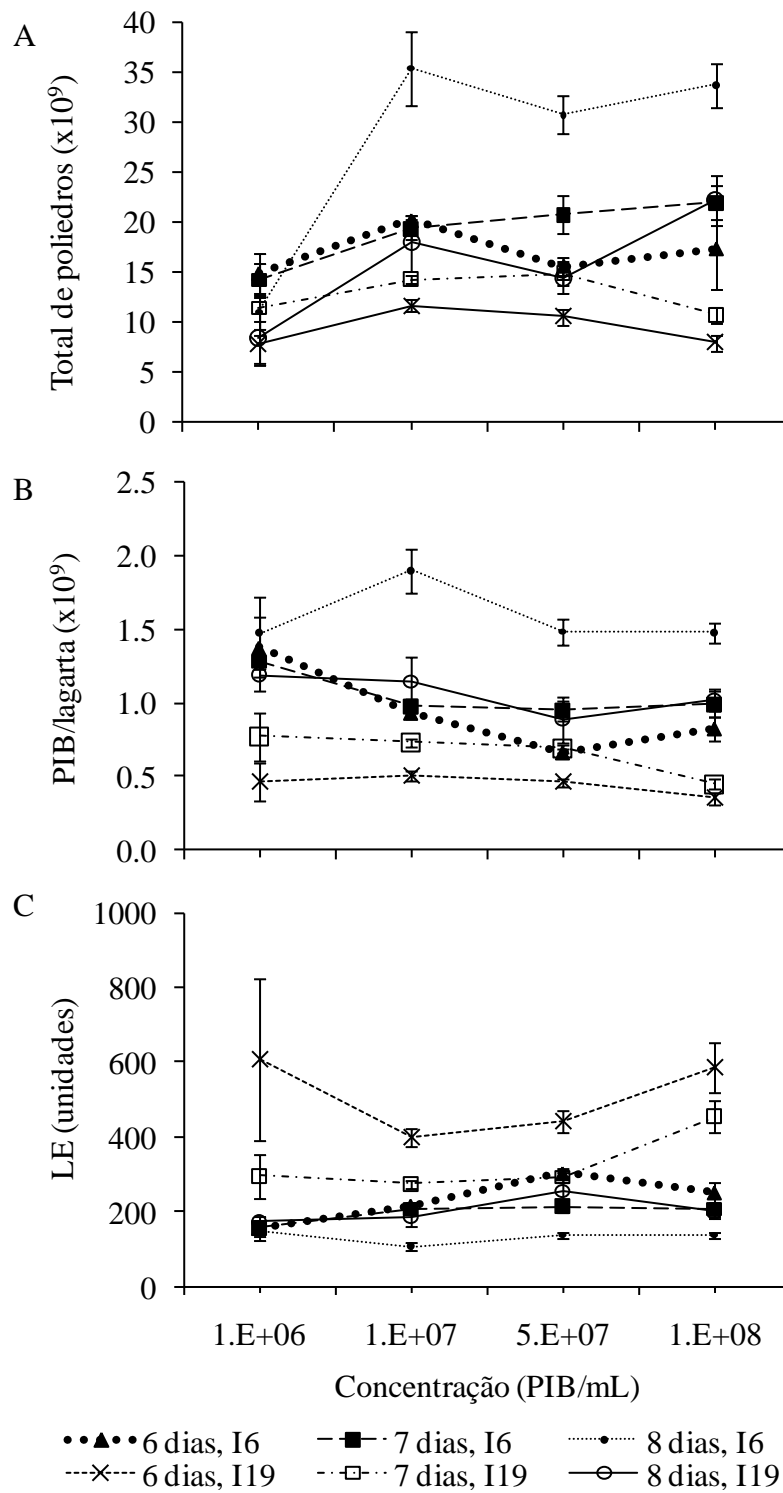 A
Total de poliedros (x10⁹)
40
35
30
25
20
15
10
5
0
B
PIB/lagarta (x10⁹)
2.5
2.0
1.5
1.0
0.5
0.0
C
LE (unidades)
1000
800
600
400
200
0
1.E+06 1.E+07 5.E+07 1.E+08
Concentração (PIB/mL)
6 dias, I6 7 dias, I6 8 dias, I6
6 dias, I19 7 dias, I19 8 dias, I19